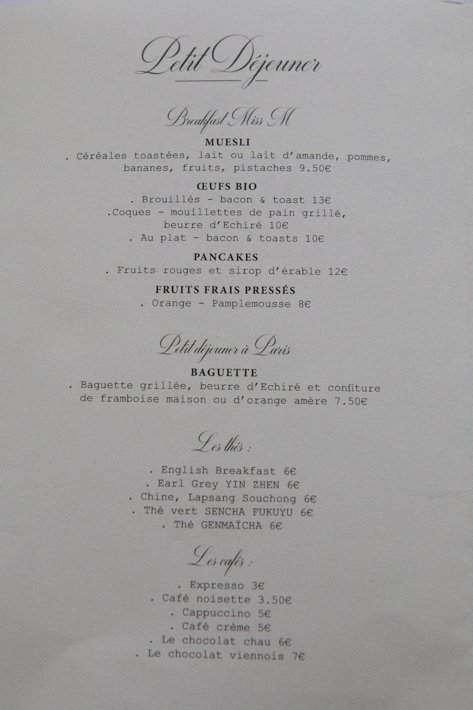 Petit Déjeuner
Breakfast Miss M
MUESLI
. Céréales toastées, lait ou lait d'amande, pommes,
bananes, fruits, pistaches 9.50€
ŒUFS BIO
. Brouillés - bacon & toast 13€
.Coques - mouillettes de pain grillé,
beurre d'Echiré 10€
. Au plat - bacon & toasts 10€
PANCAKES
. Fruits rouges et sirop d'érable 12€
FRUITS FRAIS PRESSÉS
. Orange - Pamplemousse 8€
Petit déjeuner à Paris
BAGUETTE
. Baguette grillée, beurre d'Echiré et confiture
de framboise maison ou d'orange amère 7.50€
Les thés :
. English Breakfast 6€
. Earl Grey YIN ZHEN 6€
. Chine, Lapsang Souchong 6€
. Thé vert SENCHA FUKUYU 6€
. Thé GENMAÏCHA 6€
Les cafés :
. Expresso 3€
. Café noisette 3.50€
. Cappuccino 5€
. Café créme 5€
. Le chocolat chau 6€
. Le chocolat viennois 7€